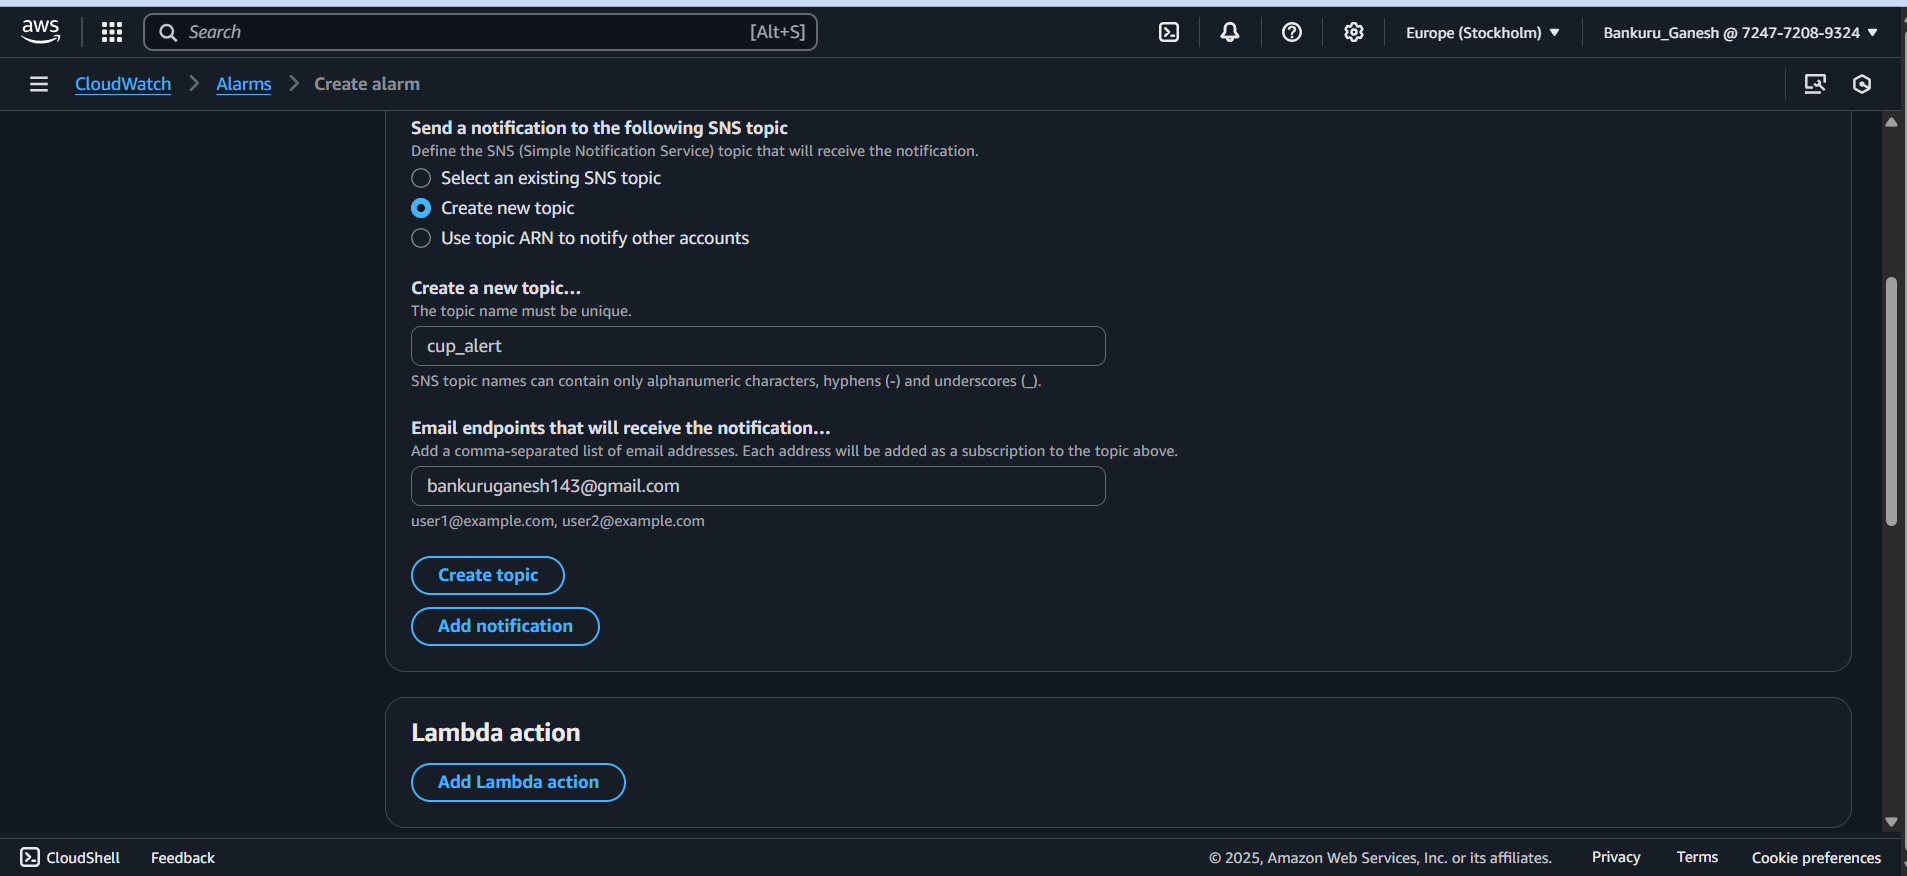 aws
Search [Alt+S]
Europe (Stockholm)
Bankuru_Ganesh @ 7247-7208-9324
CloudWatch
Alarms
Create alarm
Send a notification to the following SNS topic
Define the SNS (Simple Notification Service) topic that will receive the notification.
Select an existing SNS topic
Create new topic
Use topic ARN to notify other accounts
Create a new topic…
The topic name must be unique.
cup_alert
SNS topic names can contain only alphanumeric characters, hyphens (-) and underscores (_).
Email endpoints that will receive the notification…
Add a comma-separated list of email addresses. Each address will be added as a subscription to the topic above.
bankuruganesh143@gmail.com
user1@example.com, user2@example.com
Create topic
Add notification
Lambda action
Add Lambda action
CloudShell
Feedback
© 2025, Amazon Web Services, Inc. or its affiliates.
Privacy
Terms
Cookie preferences